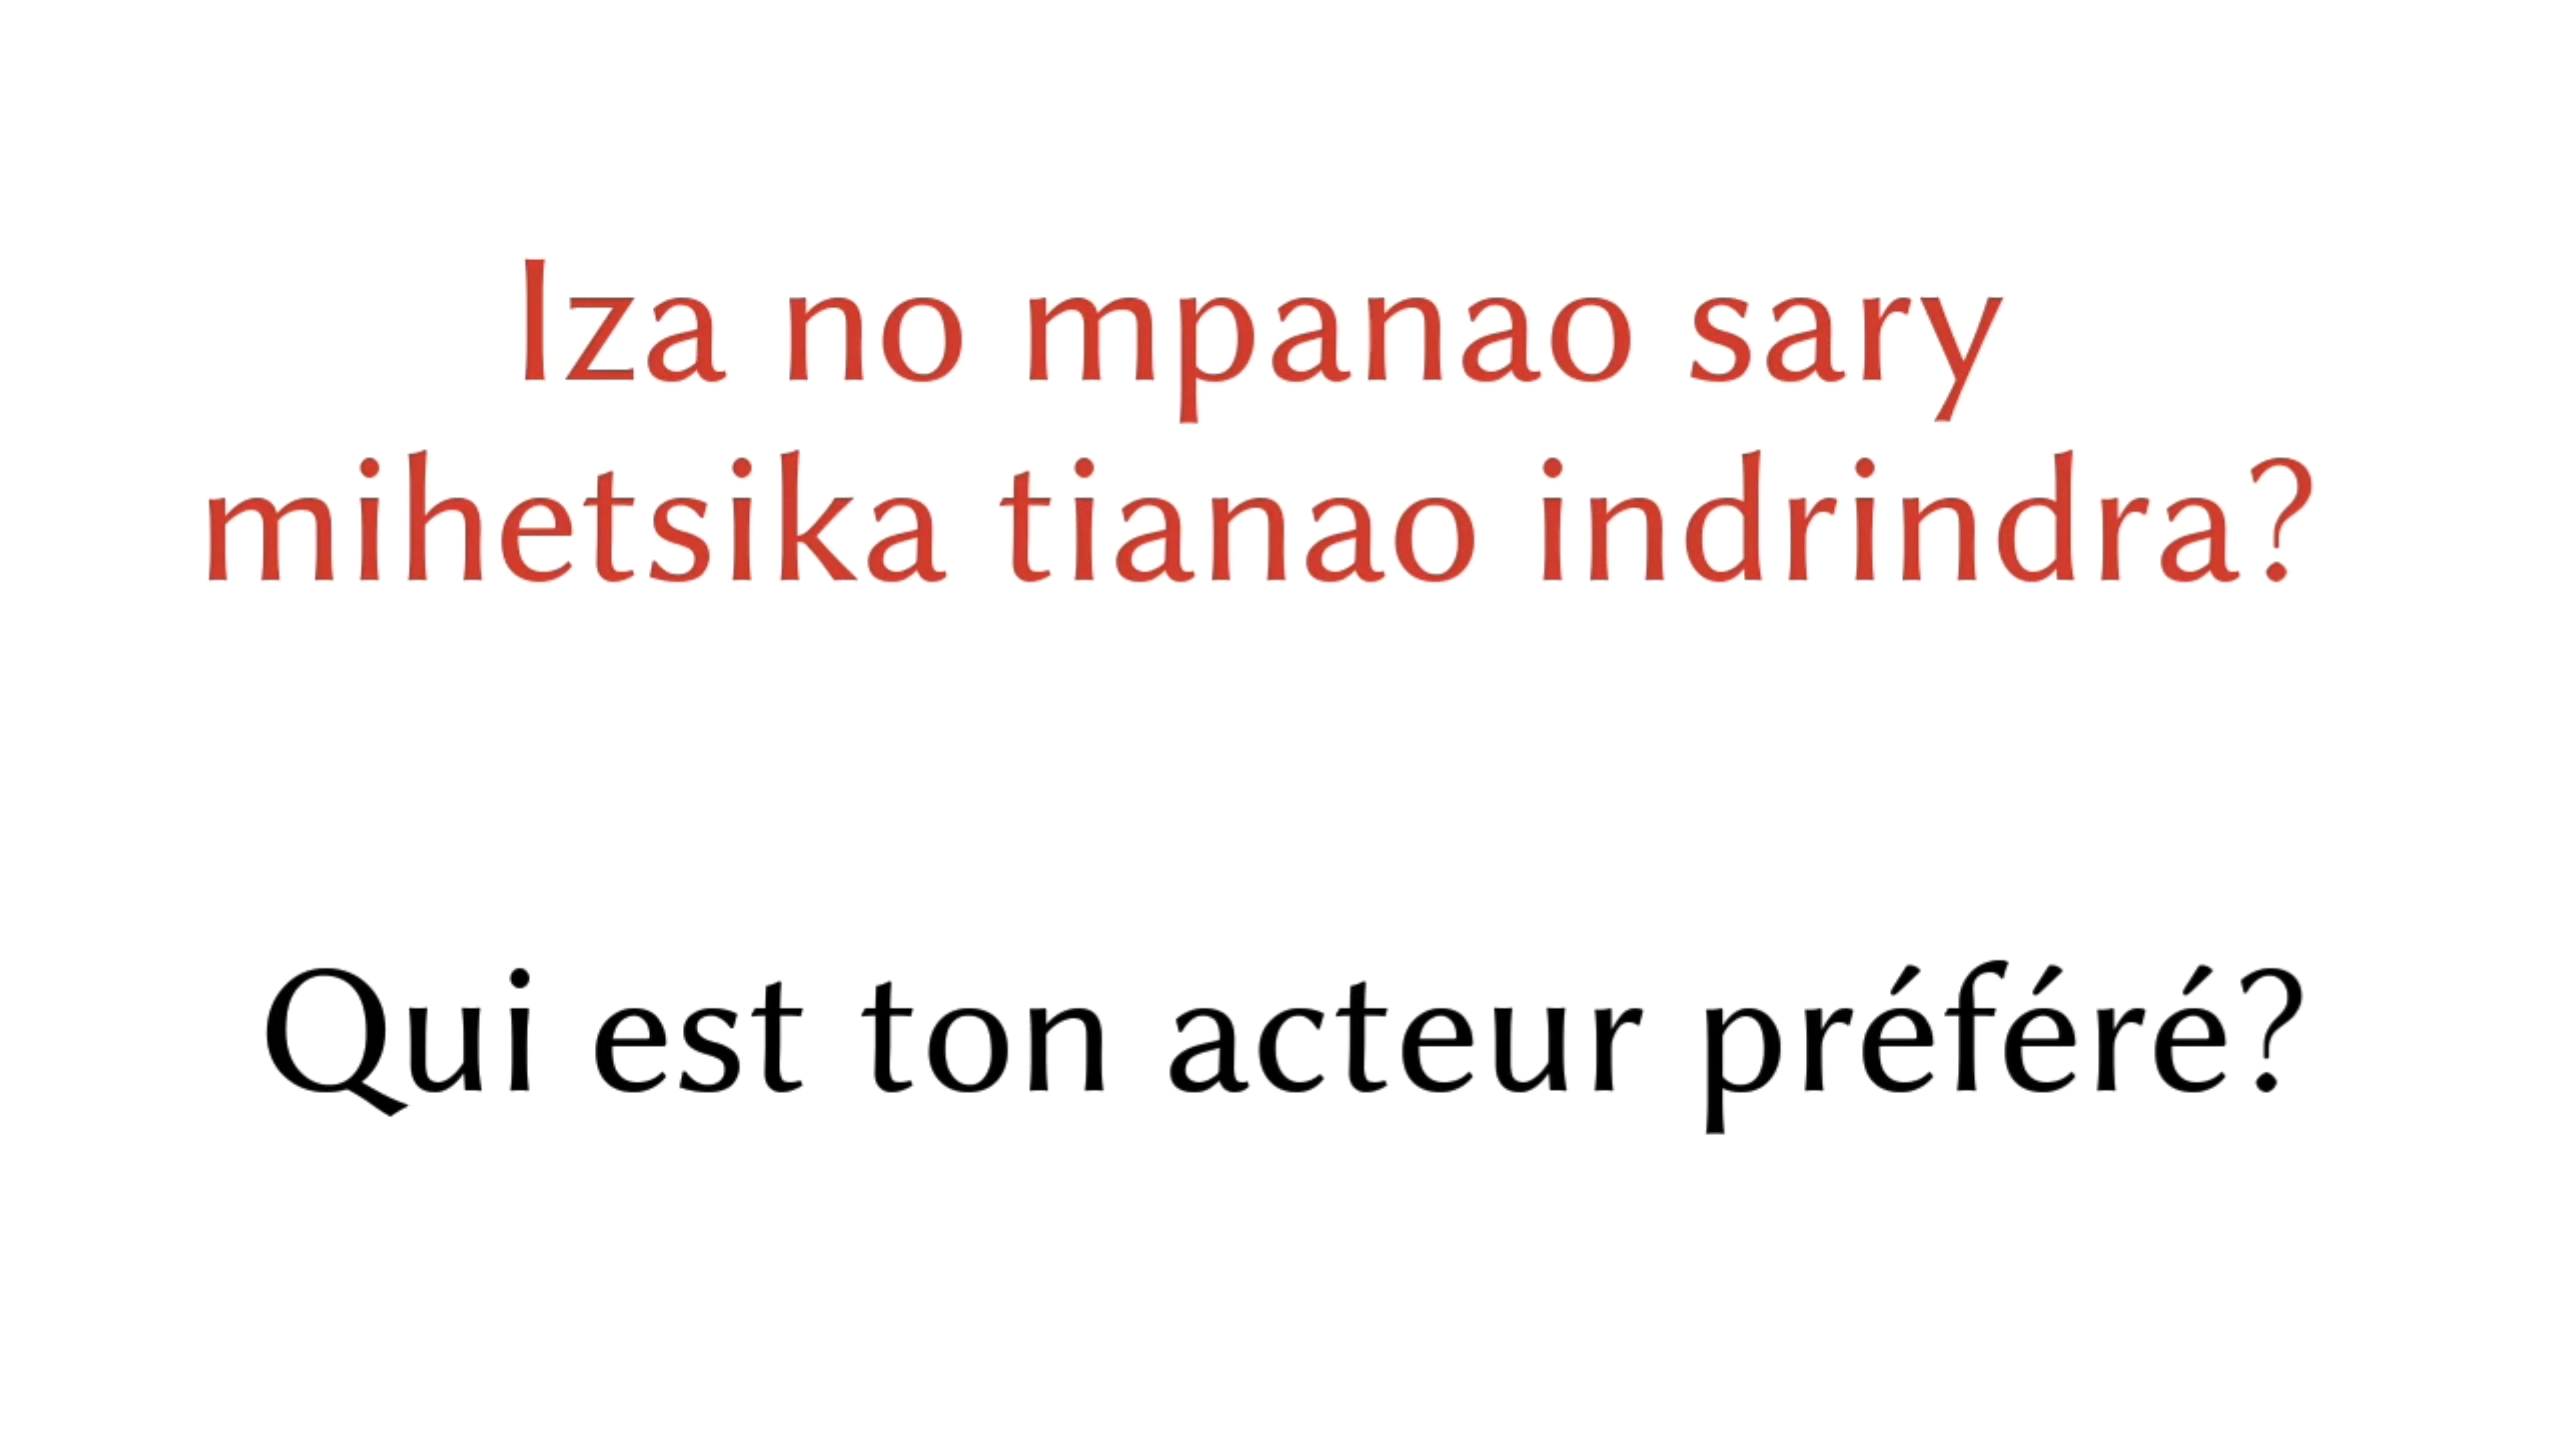 Iza no mpanao sary
mihetsika tianao indrindra?
Qui est ton acteur préféré?